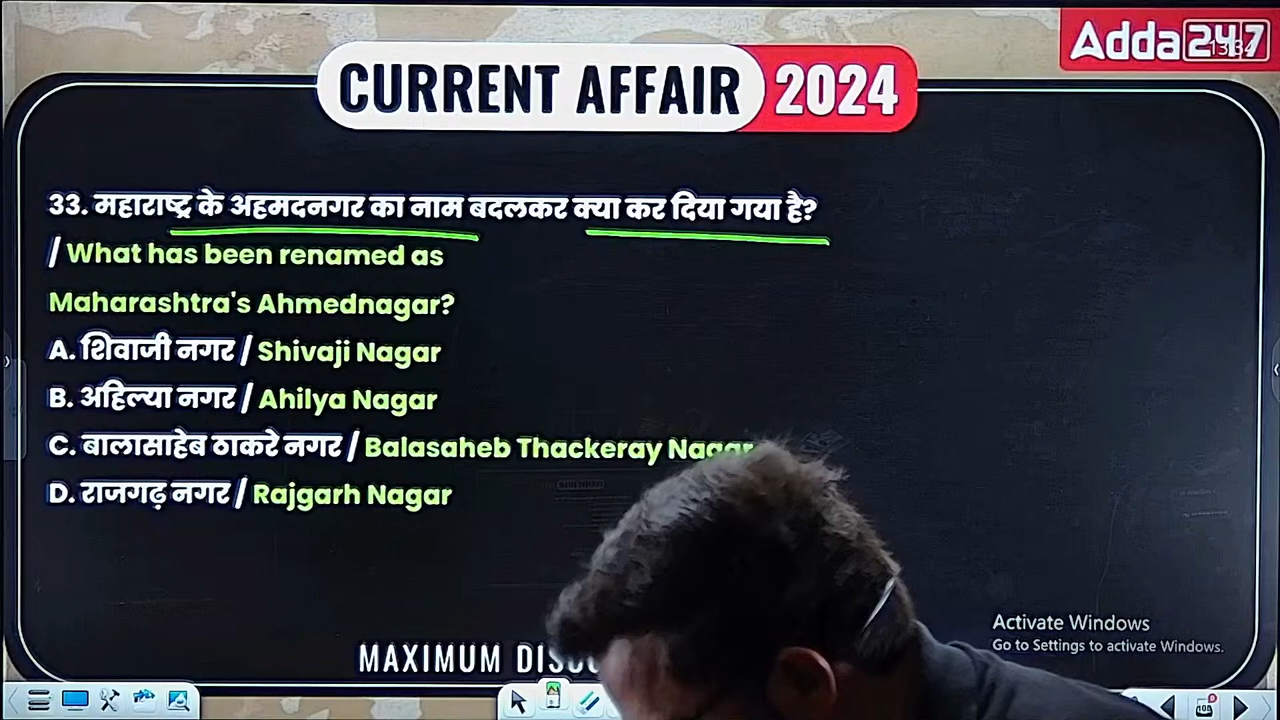 Adda247
CURRENT AFFAIR 2024
33. महाराष्ट्र के अहमदनगर का नाम बदलकर क्या कर दिया गया है?
/ What has been renamed as
Maharashtra's Ahmednagar?
A. शिवाजी नगर / Shivaji Nagar
B. अहिल्या नगर / Ahilya Nagar
C. बालासाहेब ठाकरे नगर / Balasaheb Thackeray Nagar
D. राजगढ़ नगर / Rajgarh Nagar
Activate Windows
Go to Settings to activate Windows.
MAXIMUM